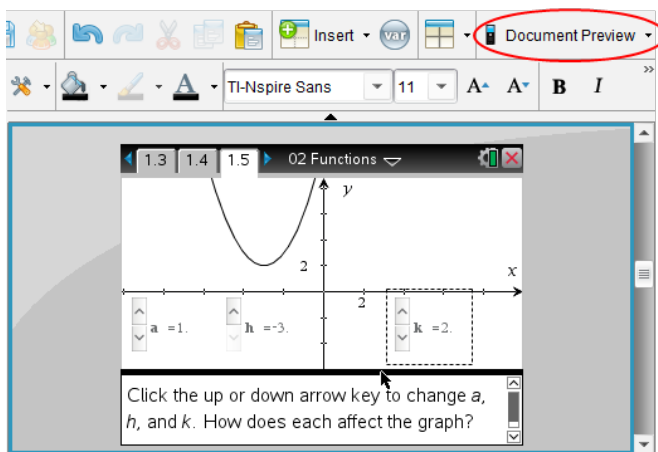 Insert var Document Preview
TI-Nspire Sans 11 A A B I »
1.3 1.4 1.5 02 Functions
y
2
x
2
a =1. h =-3. k =2.
Click the up or down arrow key to change a,
h, and k. How does each affect the graph?